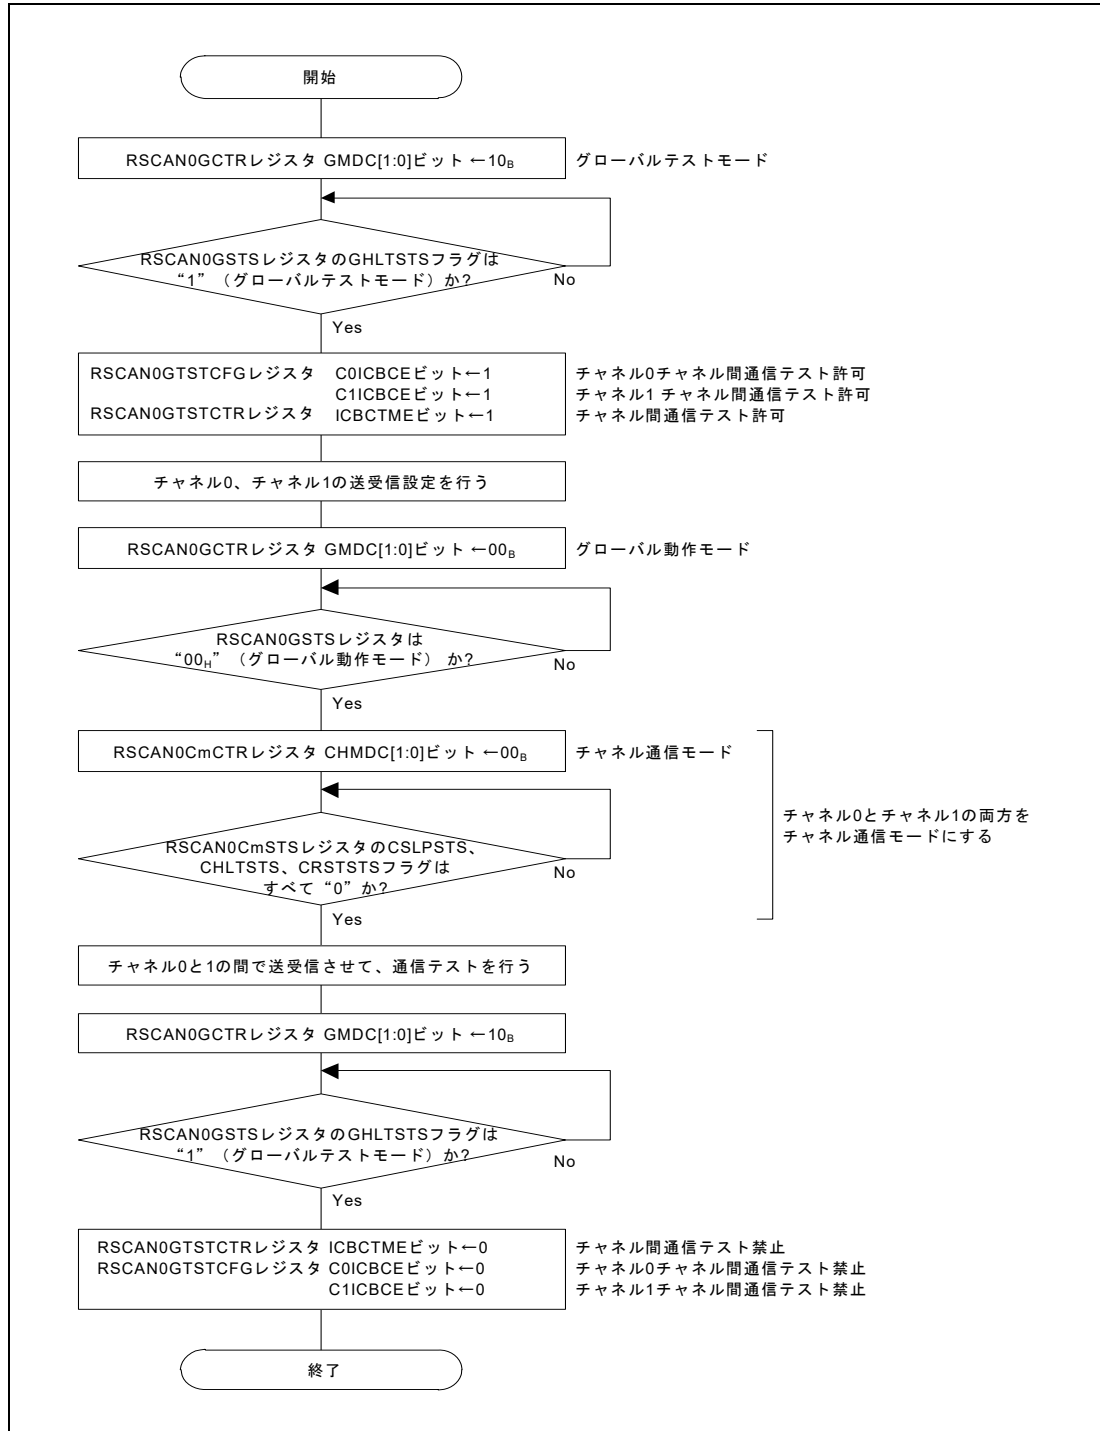 開始
RSCAN0GCTRレジスタ GMDC[1:0]ビット ←10B グローバルテストモード
RSCAN0GSTSレジスタのGHLTSTSフラグは
“1” (グローバルテストモード) か?
No
Yes
RSCAN0GTSTCFGレジスタ C0ICBCEビット←1 チャネル0チャネル間通信テスト許可
C1ICBCEビット←1 チャネル1 チャネル間通信テスト許可
RSCAN0GTSTCTRレジスタ ICBCTMEビット←1 チャネル間通信テスト許可
チャネル0、チャネル1の送受信設定を行う
RSCAN0GCTRレジスタ GMDC[1:0]ビット ←00B グローバル動作モード
RSCAN0GSTSレジスタは
“00H” (グローバル動作モード) か?
No
Yes
RSCAN0CmCTRレジスタ CHMDC[1:0]ビット ←00B チャネル通信モード
チャネル0とチャネル1の両方を
チャネル通信モードにする
RSCAN0CmSTSレジスタのCSLPSTS、
CHLTSTS、CRSTSTSフラグは
すべて “0” か?
No
Yes
チャネル0と1の間で送受信させて、通信テストを行う
RSCAN0GCTRレジスタ GMDC[1:0]ビット ←10B
RSCAN0GSTSレジスタのGHLTSTSフラグは
“1” (グローバルテストモード) か?
No
Yes
RSCAN0GTSTCTRレジスタ ICBCTMEビット←0 チャネル間通信テスト禁止
RSCAN0GTSTCFGレジスタ C0ICBCEビット←0 チャネル0チャネル間通信テスト禁止
C1ICBCEビット←0 チャネル1チャネル間通信テスト禁止
終了